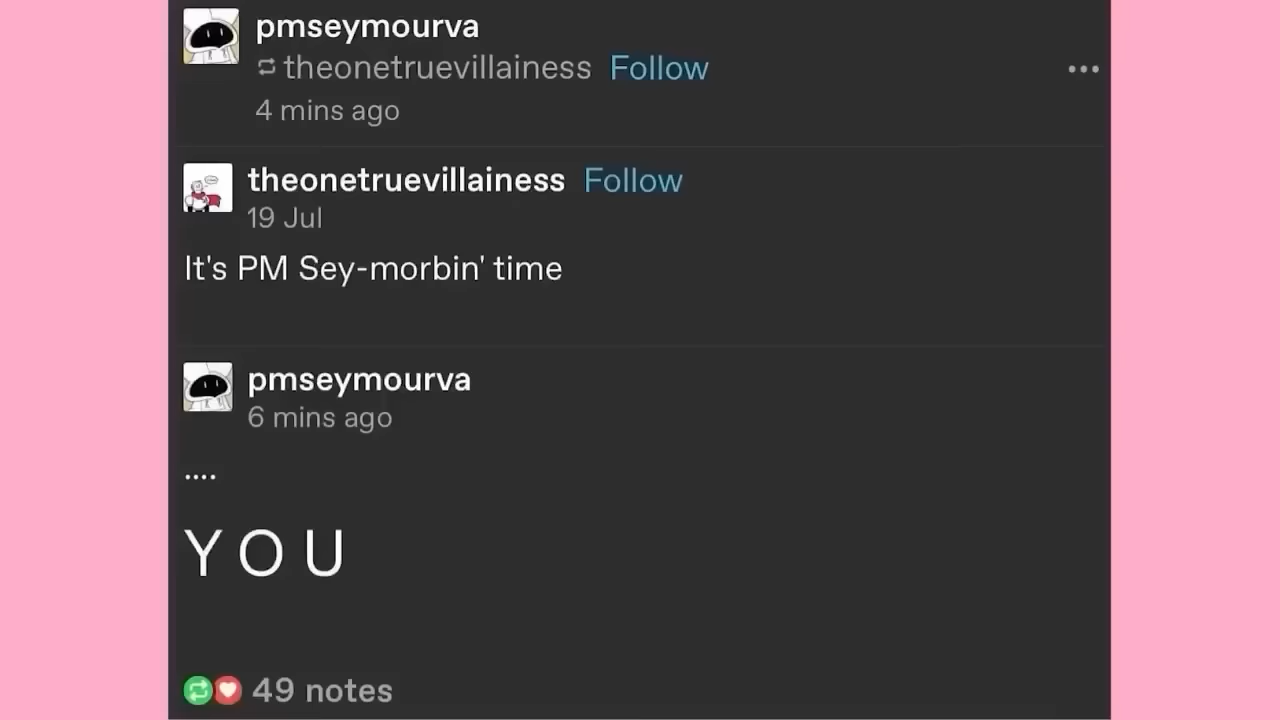 pmseymourva
theonetruevillainess Follow
4 mins ago
theonetruevillainess Follow
19 Jul
It's PM Sey-morbin' time
pmseymourva
6 mins ago
....
Y O U
49 notes